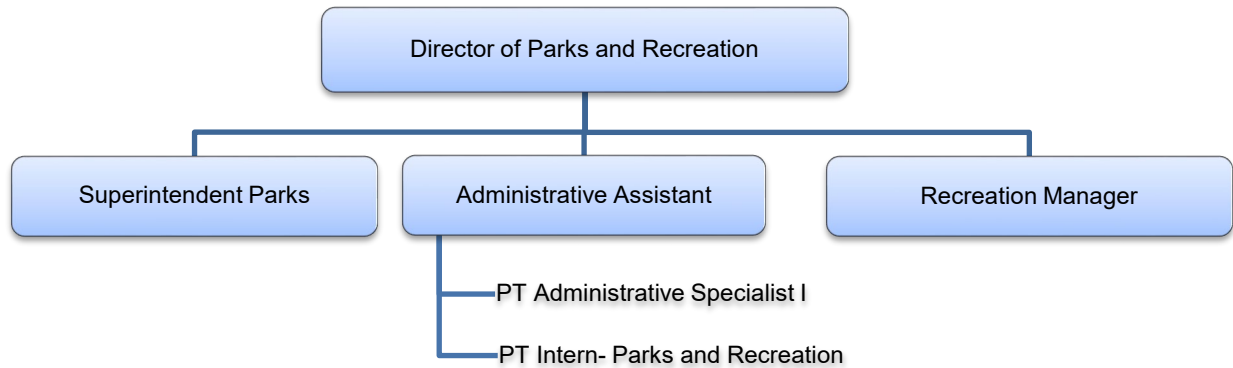 Director of Parks and Recreation
Superintendent Parks
Administrative Assistant
Recreation Manager
PT Administrative Specialist I
PT Intern- Parks and Recreation